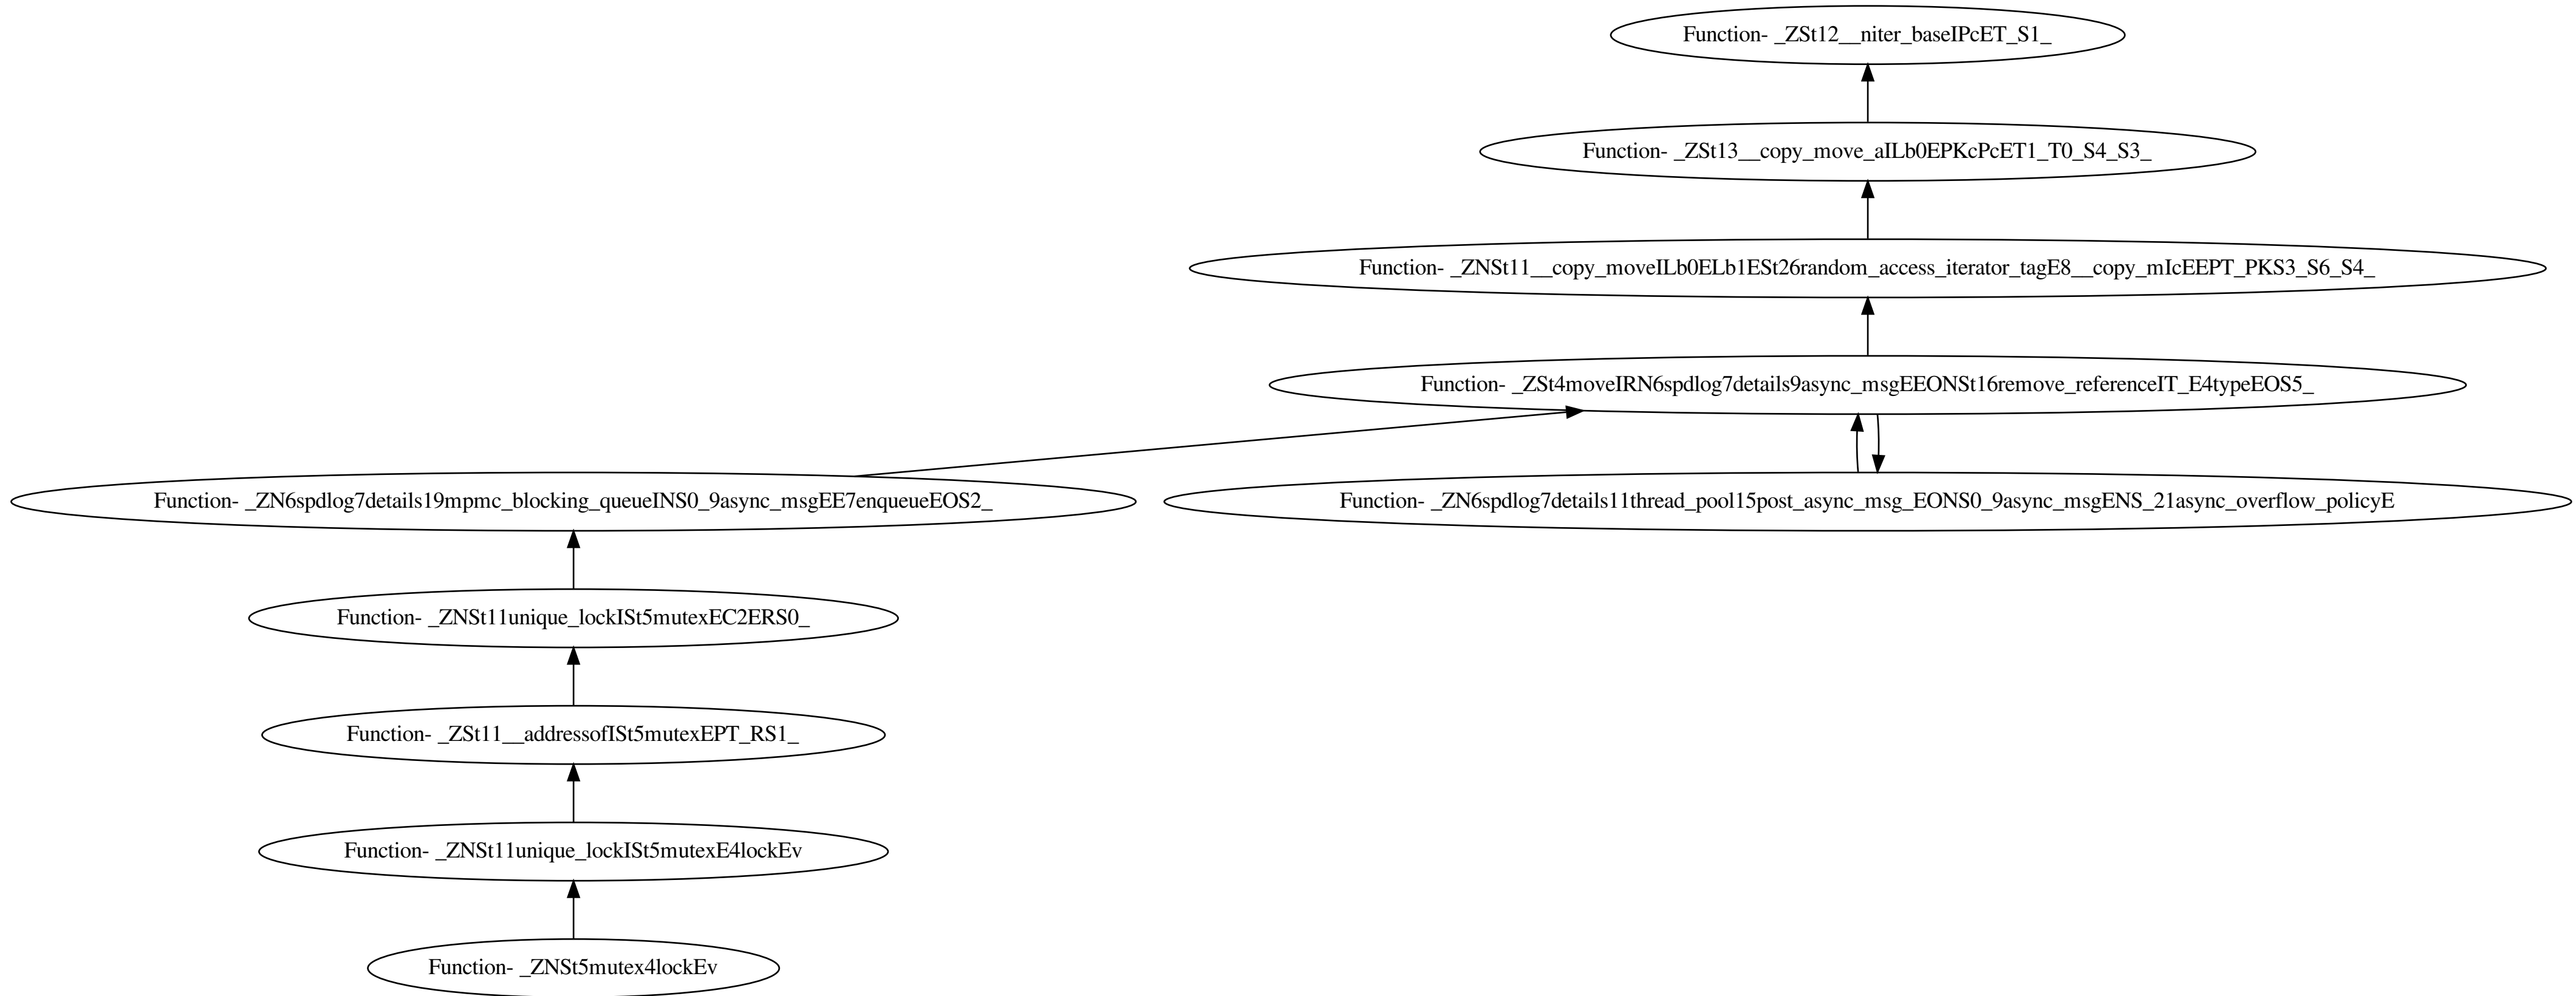 Function- _ZSt12__niter_baseIPcET_S1_
Function- _ZSt13__copy_move_aILb0EPKcPcET1_T0_S4_S3_
Function- _ZNSt11__copy_moveILb0ELb1ESt26random_access_iterator_tagE8__copy_mIcEEPT_PKS3_S6_S4_
Function- _ZSt4moveIRN6spdlog7details9async_msgEEONSt16remove_referenceIT_E4typeEOS5_
Function- _ZN6spdlog7details19mpmc_blocking_queueINS0_9async_msgEE7enqueueEOS2_
Function- _ZN6spdlog7details11thread_pool15post_async_msg_EONS0_9async_msgENS_21async_overflow_policyE
Function- _ZNSt11unique_lockISt5mutexEC2ERS0_
Function- _ZSt11__addressofISt5mutexEPT_RS1_
Function- _ZNSt11unique_lockISt5mutexE4lockEv
Function- _ZNSt5mutex4lockEv